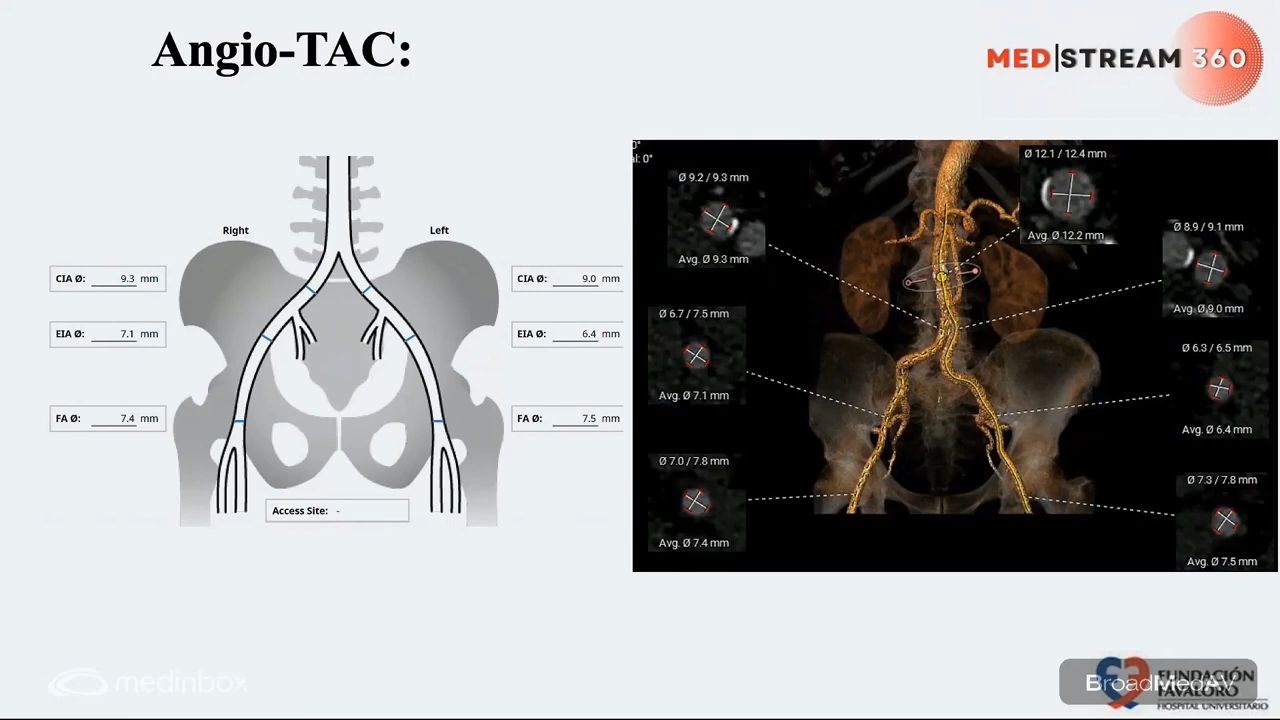 Angio-TAC:
MED|STREAM 360
Right
Left
CIA Ø: 9.3 mm
CIA Ø: 9.0 mm
EIA Ø: 7.1 mm
EIA Ø: 6.4 mm
FA Ø: 7.4 mm
FA Ø: 7.5 mm
Access Site: -
0°
al: 0°
Ø 9.2 / 9.3 mm
Avg. Ø 9.3 mm
Ø 12.1 / 12.4 mm
Avg. Ø 12.2 mm
Ø 8.9 / 9.1 mm
Avg. Ø 9.0 mm
Ø 6.7 / 7.5 mm
Avg. Ø 7.1 mm
Ø 6.3 / 6.5 mm
Avg. Ø 6.4 mm
Ø 7.0 / 7.8 mm
Avg. Ø 7.4 mm
Ø 7.3 / 7.8 mm
Avg. Ø 7.5 mm
medinbox
BroadMedAV
FUNDACIÓN
FAVALORO
HOSPITAL UNIVERSITARIO